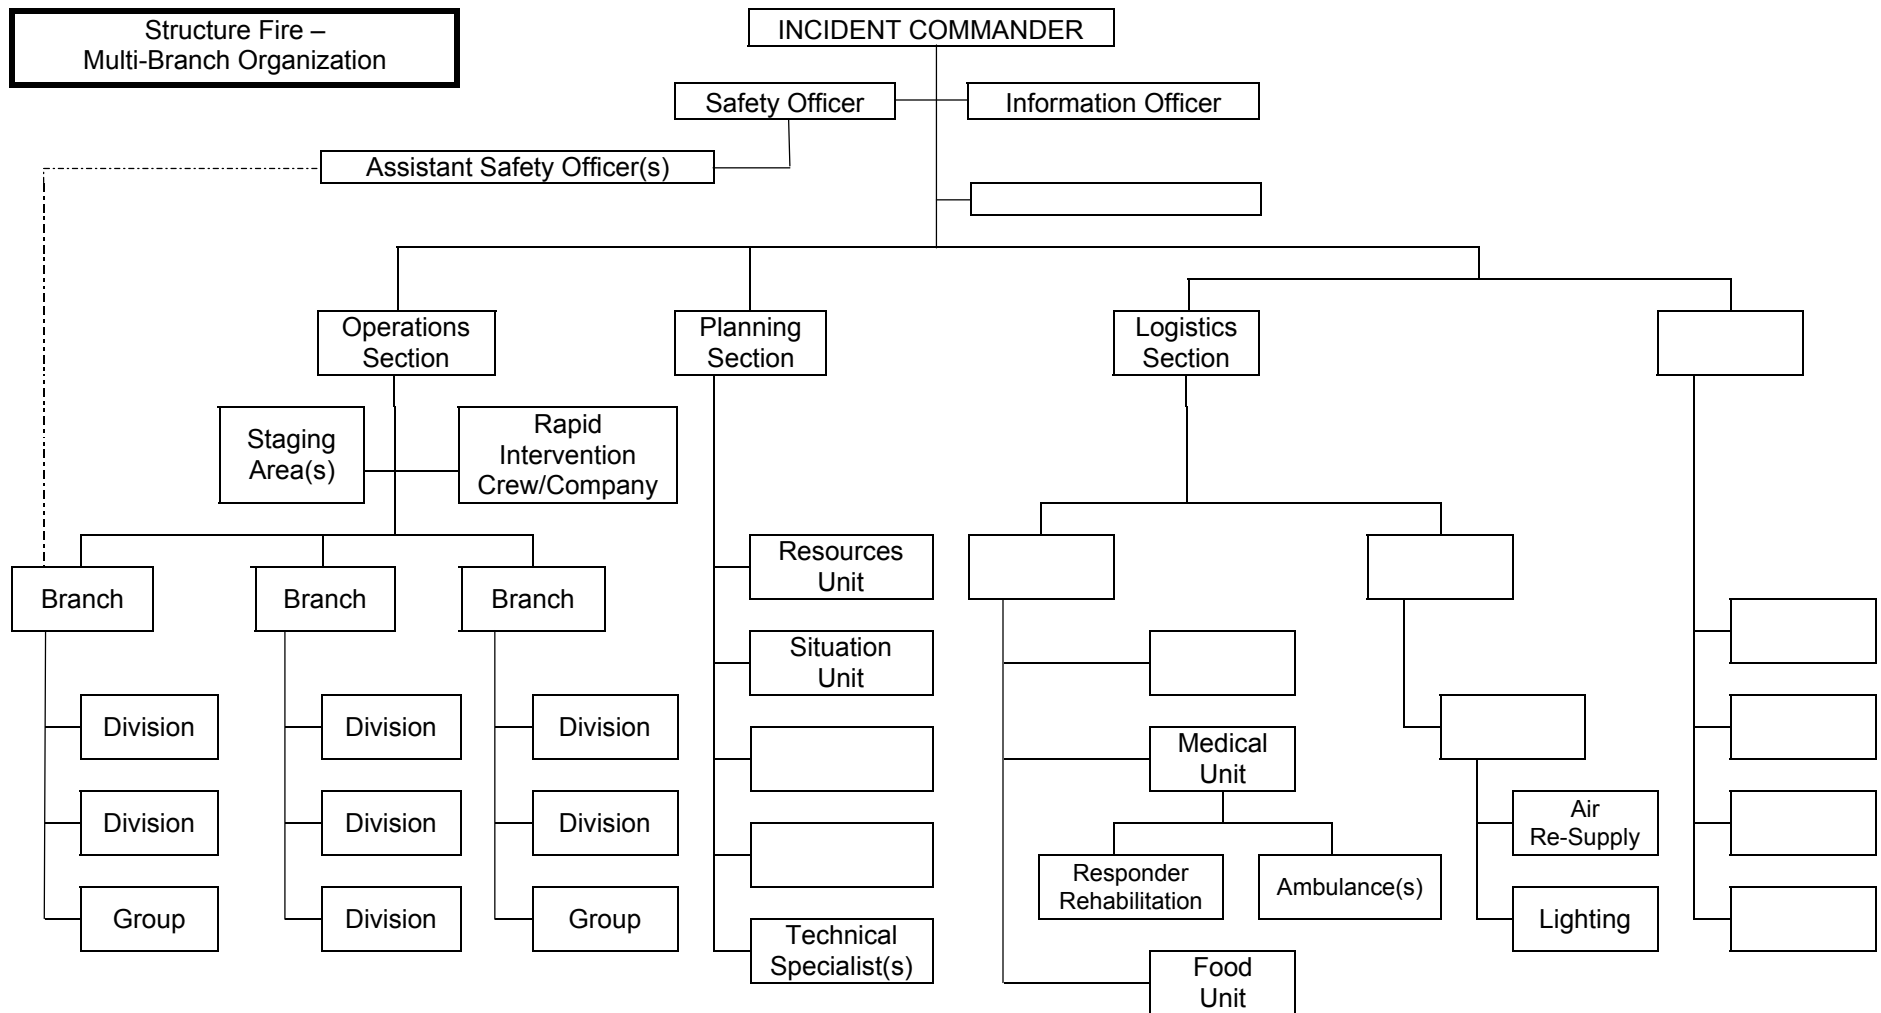 Structure Fire –
Multi-Branch Organization
INCIDENT COMMANDER
Safety Officer
Information Officer
Assistant Safety Officer(s)
Operations
Section
Planning
Section
Logistics
Section
Staging
Area(s)
Rapid
Intervention
Crew/Company
Branch
Branch
Branch
Division
Division
Group
Division
Division
Division
Division
Division
Group
Resources
Unit
Situation
Unit
Technical
Specialist(s)
Medical
Unit
Responder
Rehabilitation
Ambulance(s)
Food
Unit
Air
Re-Supply
Lighting